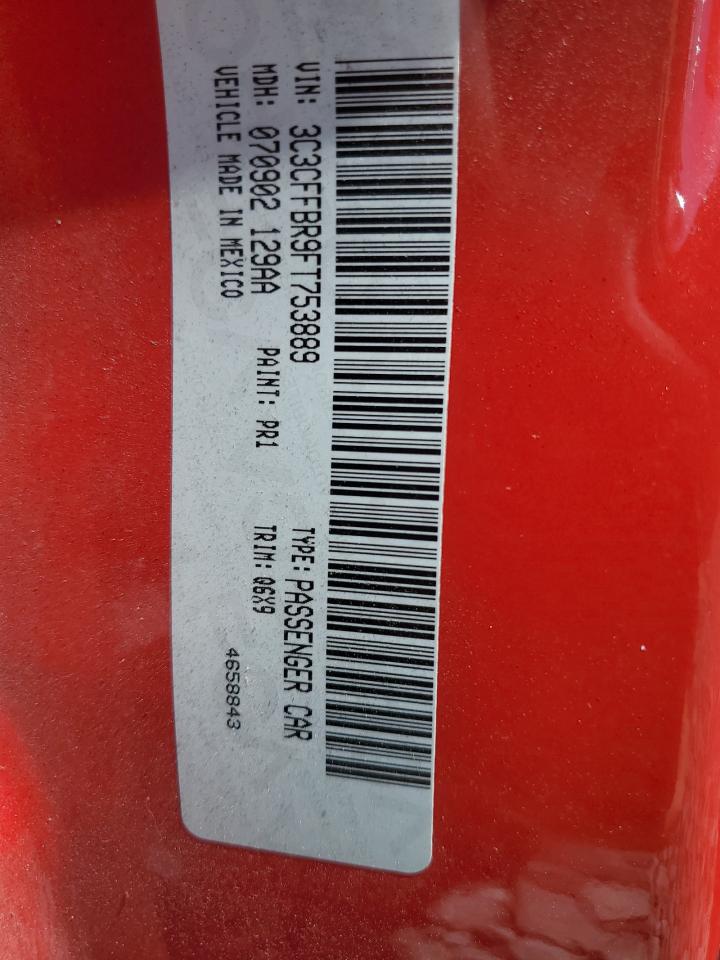 VIN: 3C3CFFBR9FT753889 TYPE: PASSENGER CAR
MDH: 070902 129AA PAINT: PR1 TRIM: Q6X9
VEHICLE MADE IN MEXICO 4658843